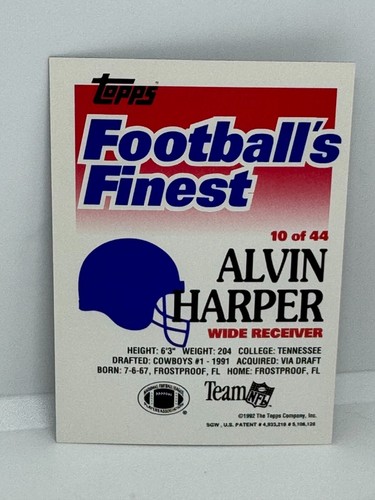 Topps
Football's
Finest
10 of 44
ALVIN
HARPER
WIDE RECEIVER
HEIGHT: 6'3" WEIGHT: 204 COLLEGE: TENNESSEE
DRAFTED: COWBOYS #1 - 1991 ACQUIRED: VIA DRAFT
BORN: 7-6-67, FROSTPROOF, FL HOME: FROSTPROOF, FL
Team NFL
©1992 The Topps Company, Inc.